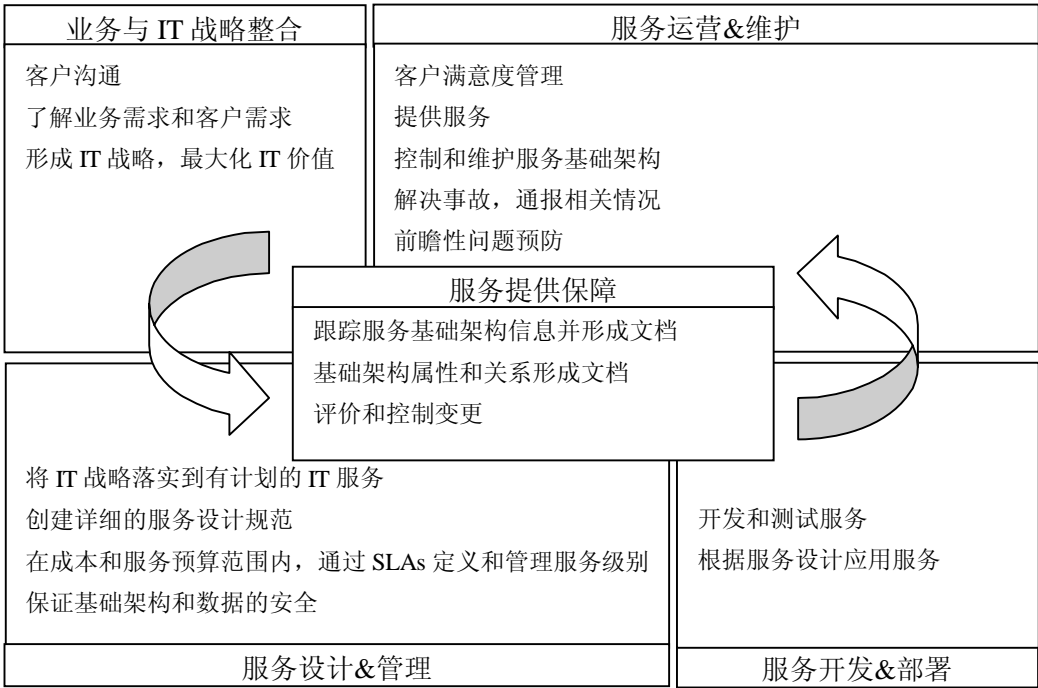 业务与 IT 战略整合
客户沟通
了解业务需求和客户需求
形成 IT 战略，最大化 IT 价值
服务运营&维护
客户满意度管理
提供服务
控制和维护服务基础架构
解决事故，通报相关情况
前瞻性问题预防
服务提供保障
跟踪服务基础架构信息并形成文档
基础架构属性和关系形成文档
评价和控制变更
将 IT 战略落实到有计划的 IT 服务
创建详细的服务设计规范
在成本和服务预算范围内，通过 SLAs 定义和管理服务级别
保证基础架构和数据的安全
服务设计&管理
开发和测试服务
根据服务设计应用服务
服务开发&部署